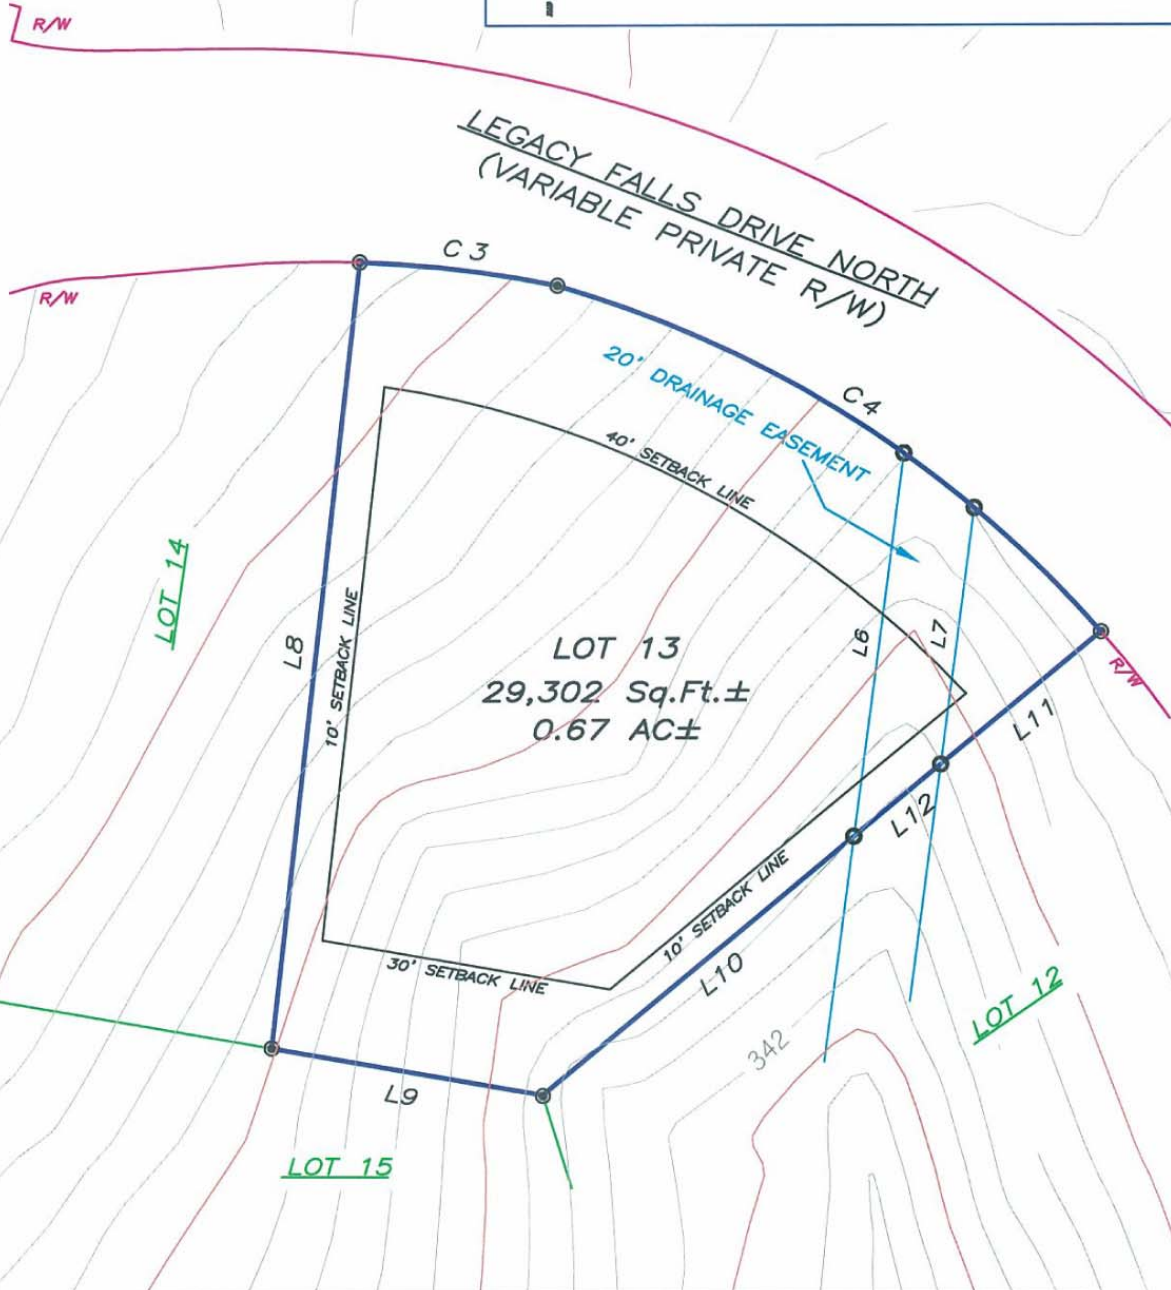 R/W
LEGACY FALLS DRIVE NORTH
(VARIABLE PRIVATE R/W)
C 3
R/W
20' DRAINAGE EASEMENT
C4
40' SETBACK LINE
LOT 14
L8
10' SETBACK LINE
LOT 13
29,302 Sq.Ft.±
0.67 AC±
L6
L7
R/W
L11
L12
10' SETBACK LINE
L10
30' SETBACK LINE
LOT 12
342
L9
LOT 15